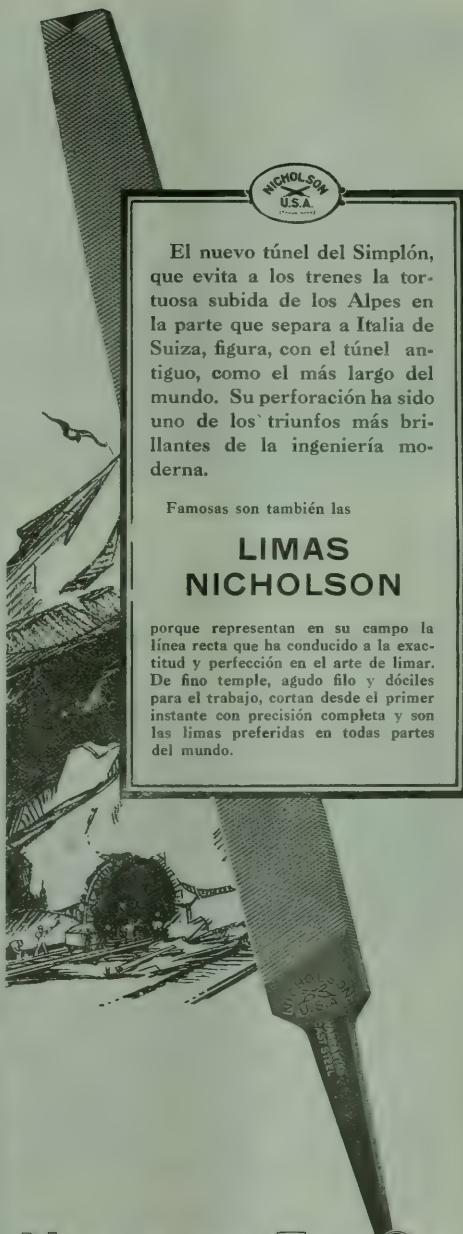 NICHOLSON
U.S.A.
El nuevo túnel del Simplón,
que evita a los trenes la tor-
tuosa subida de los Alpes en
la parte que separa a Italia de
Suiza, figura, con el túnel an-
tiguo, como el más largo del
mundo. Su perforación ha sido
uno de los triunfos más bri-
llantes de la ingeniería mo-
derna.
Famosas son también las
LIMAS
NICHOLSON
porque representan en su campo la
línea recta que ha conducido a la exac-
titud y perfección en el arte de limar.
De fino temple, agudo filo y dóciles
para el trabajo, cortan desde el primer
instante con precisión completa y son
las limas preferidas en todas partes
del mundo.
NICHOLSON
U.S.A.
WARRANTED
CAST STEEL